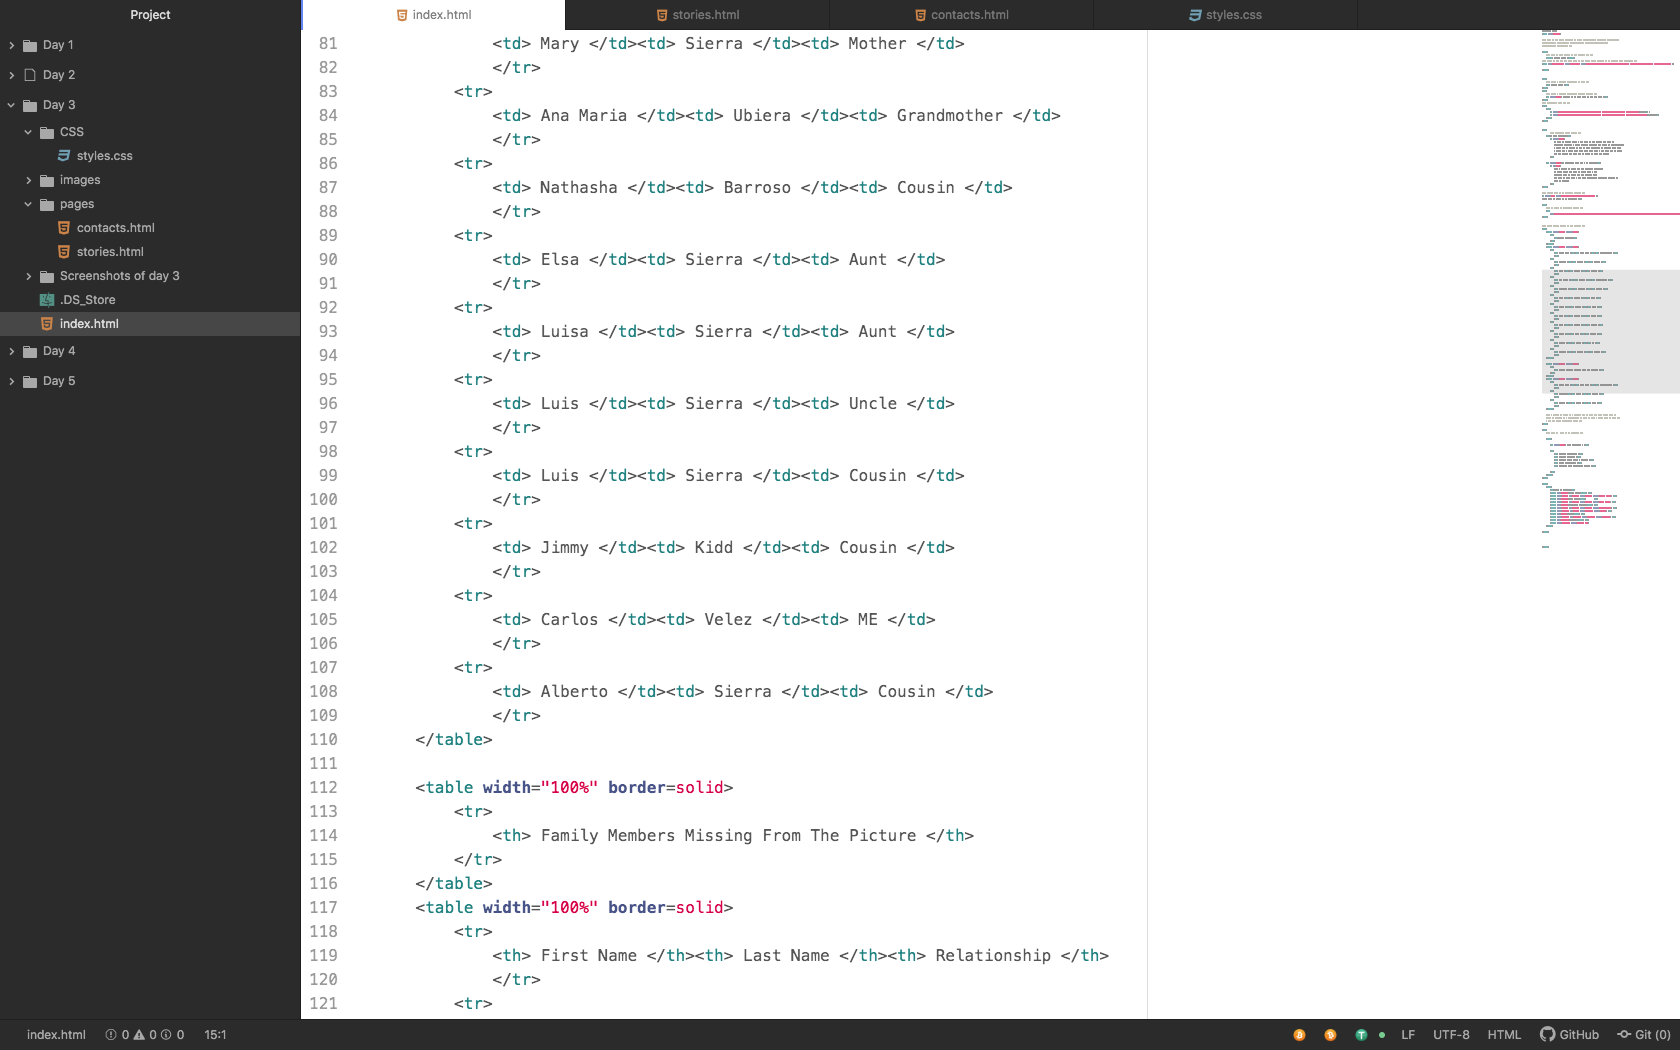 Project
index.html
stories.html
contacts.html
styles.css
Day 1
Day 2
Day 3
CSS
styles.css
images
pages
contacts.html
stories.html
Screenshots of day 3
.DS_Store
index.html
Day 4
Day 5
81 <td> Mary </td><td> Sierra </td><td> Mother </td>
82 </tr>
83 <tr>
84 <td> Ana Maria </td><td> Ubiera </td><td> Grandmother </td>
85 </tr>
86 <tr>
87 <td> Nathasha </td><td> Barroso </td><td> Cousin </td>
88 </tr>
89 <tr>
90 <td> Elsa </td><td> Sierra </td><td> Aunt </td>
91 </tr>
92 <tr>
93 <td> Luisa </td><td> Sierra </td><td> Aunt </td>
94 </tr>
95 <tr>
96 <td> Luis </td><td> Sierra </td><td> Uncle </td>
97 </tr>
98 <tr>
99 <td> Luis </td><td> Sierra </td><td> Cousin </td>
100 </tr>
101 <tr>
102 <td> Jimmy </td><td> Kidd </td><td> Cousin </td>
103 </tr>
104 <tr>
105 <td> Carlos </td><td> Velez </td><td> ME </td>
106 </tr>
107 <tr>
108 <td> Alberto </td><td> Sierra </td><td> Cousin </td>
109 </tr>
110 </table>
111
112 <table width="100%" border=solid>
113 <tr>
114 <th> Family Members Missing From The Picture </th>
115 </tr>
116 </table>
117 <table width="100%" border=solid>
118 <tr>
119 <th> First Name </th><th> Last Name </th><th> Relationship </th>
120 </tr>
121 <tr>
index.html 0 0 0 15:1 LF UTF-8 HTML GitHub Git (0)